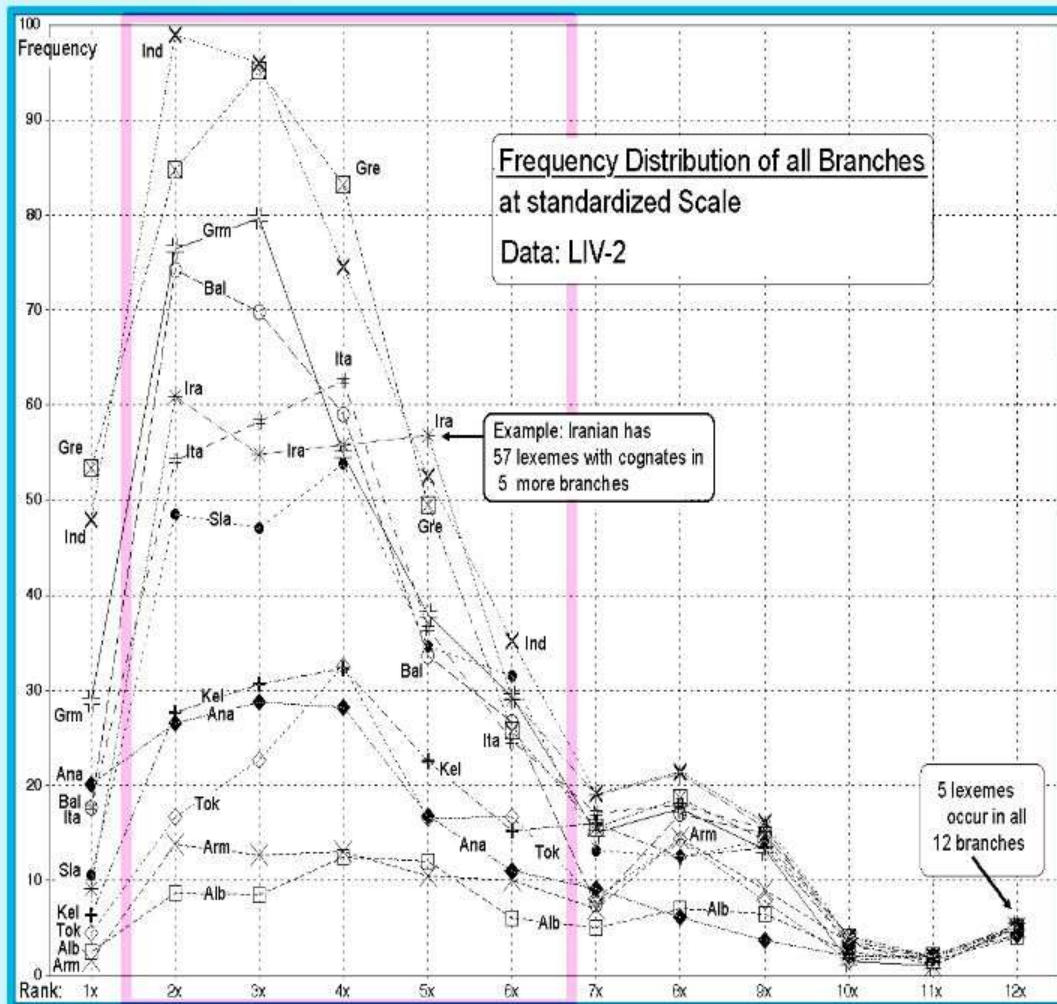 100
Frequency
Ind
90
Gre
Frequency Distribution of all Branches
at standardized Scale
Data: LIV-2
80
Grm
Bal
70
Ita
60
Ira
Ita
Ira
Ira
Example: Iranian has
57 lexemes with cognates in
5 more branches
Gre
50
Ind
Sla
Gre
40
Ind
Bal
30
Grm
Kel
Ana
Ita
Kel
20
Ana
Bal
Ita
Tok
Tok
Ana
Arm
5 lexemes
occur in all
12 branches
Arm
10
Sla
Kel
Tok
Alb
Arm
Alb
Alb
Alb
0
Rank: 1x 2x 3x 4x 5x 6x 7x 8x 9x 10x 11x 12x